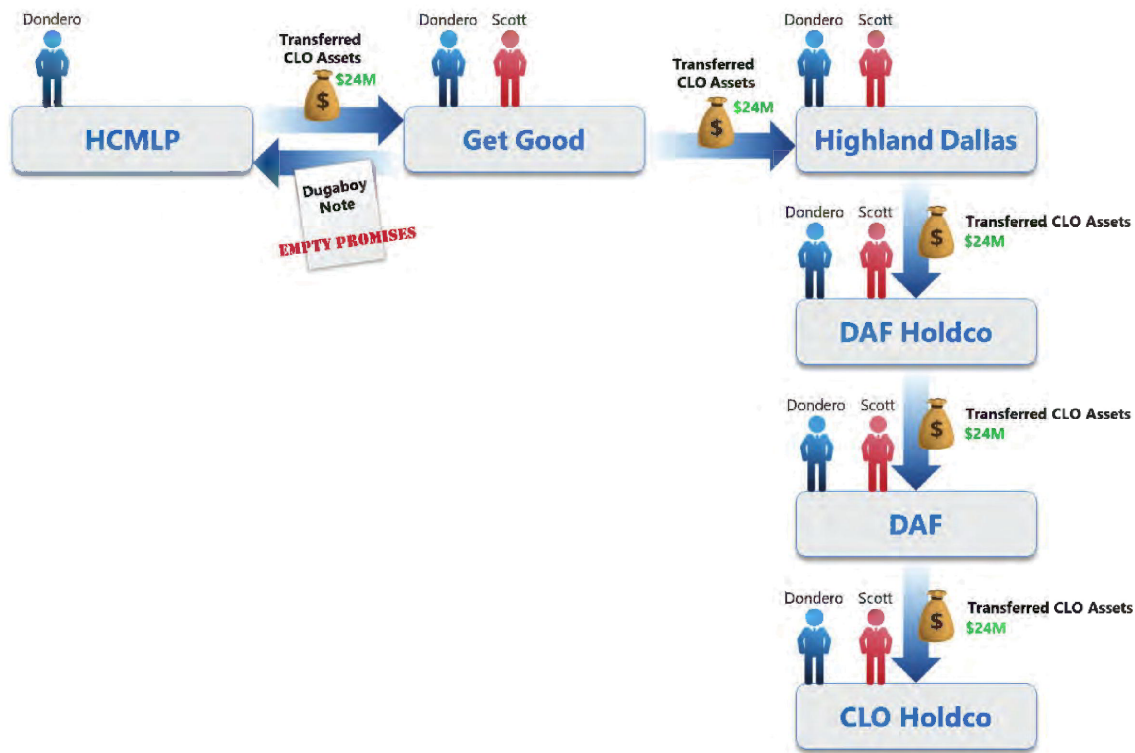 Dondero
HCMLP
Transferred
CLO Assets
$24M
$
Dugaboy
Note
EMPTY PROMISES
Dondero Scott
Get Good
Transferred
CLO Assets
$24M
$
Dondero Scott
Highland Dallas
Transferred CLO Assets
$24M
$
Dondero Scott
DAF Holdco
Transferred CLO Assets
$24M
$
Dondero Scott
DAF
Transferred CLO Assets
$24M
$
Dondero Scott
CLO Holdco